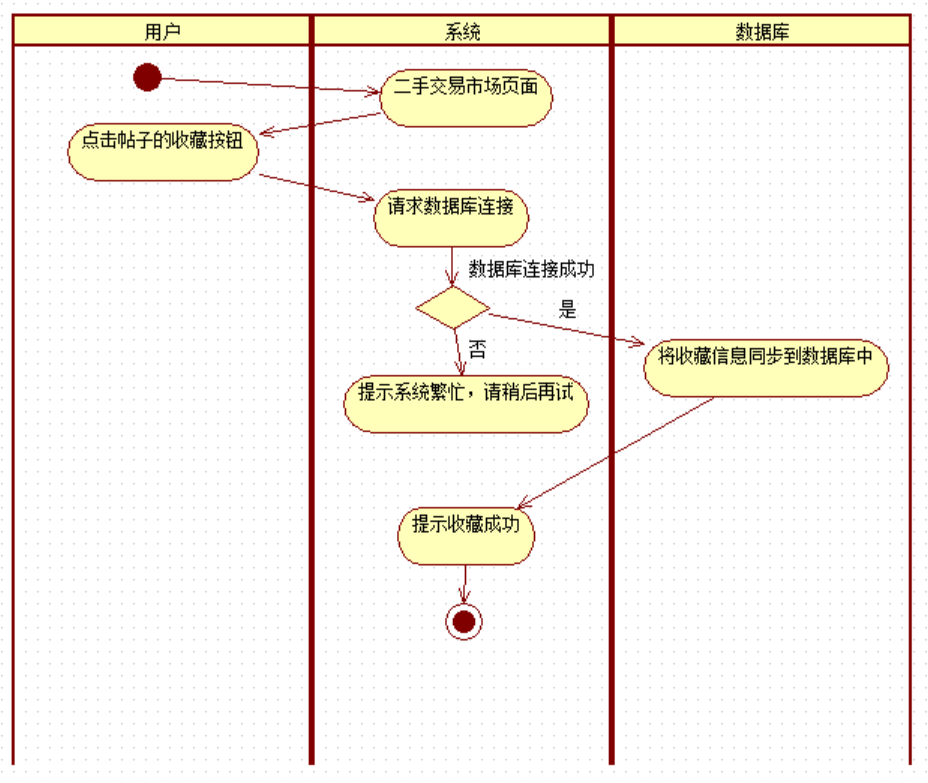 用户
系统
数据库
二手交易市场页面
点击帖子的收藏按钮
请求数据库连接
数据库连接成功
是
否
将收藏信息同步到数据库中
提示系统繁忙，请稍后再试
提示收藏成功